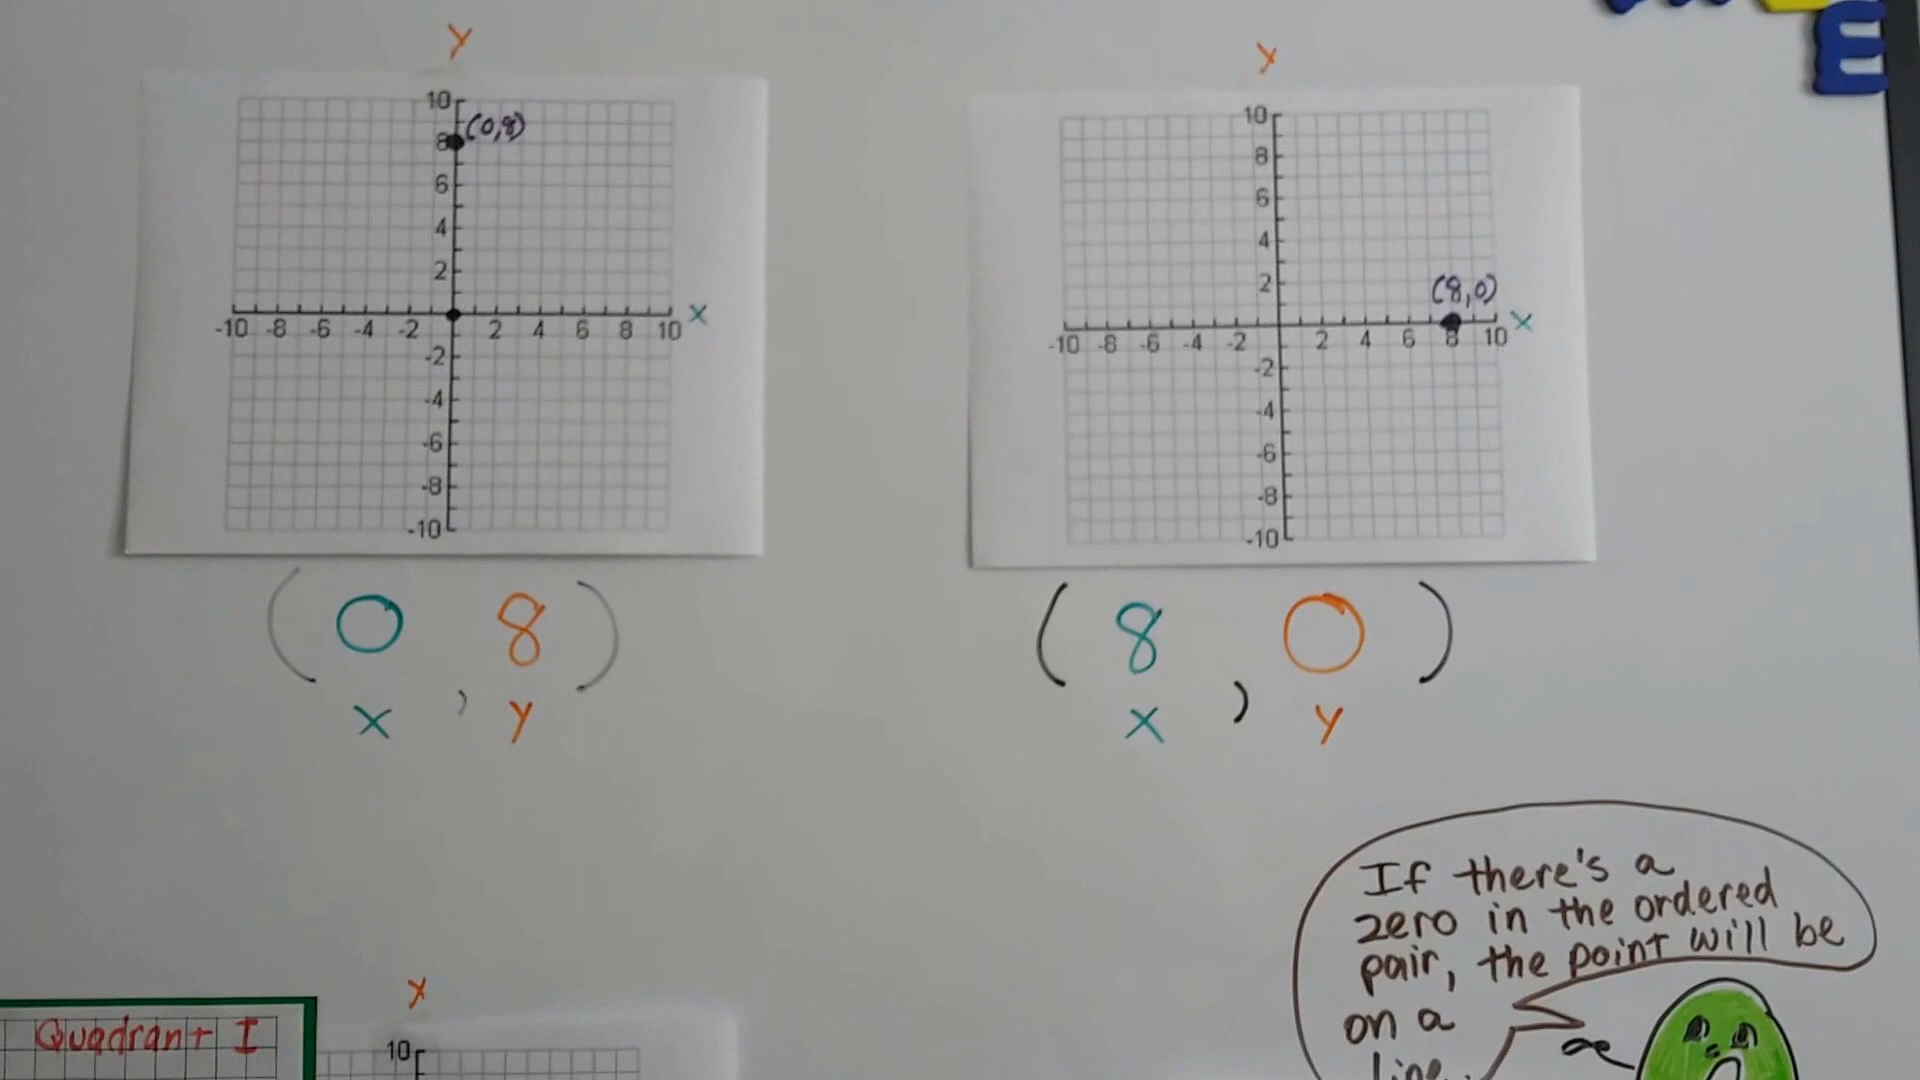 E
Y
10
(0,8)
8
6
4
2
X
-10 -8 -6 -4 -2 2 4 6 8 10
-2
-4
-6
-8
-10
(0, 8)
X , Y
Y
10
8
6
4
2
(8,0)
X
-10 -8 -6 -4 -2 2 4 6 8 10
-2
-4
-6
-8
-10
(8, 0)
X , Y
If there's a
zero in the ordered
pair, the point will be
on a
line.
Y
10
Quadrant I